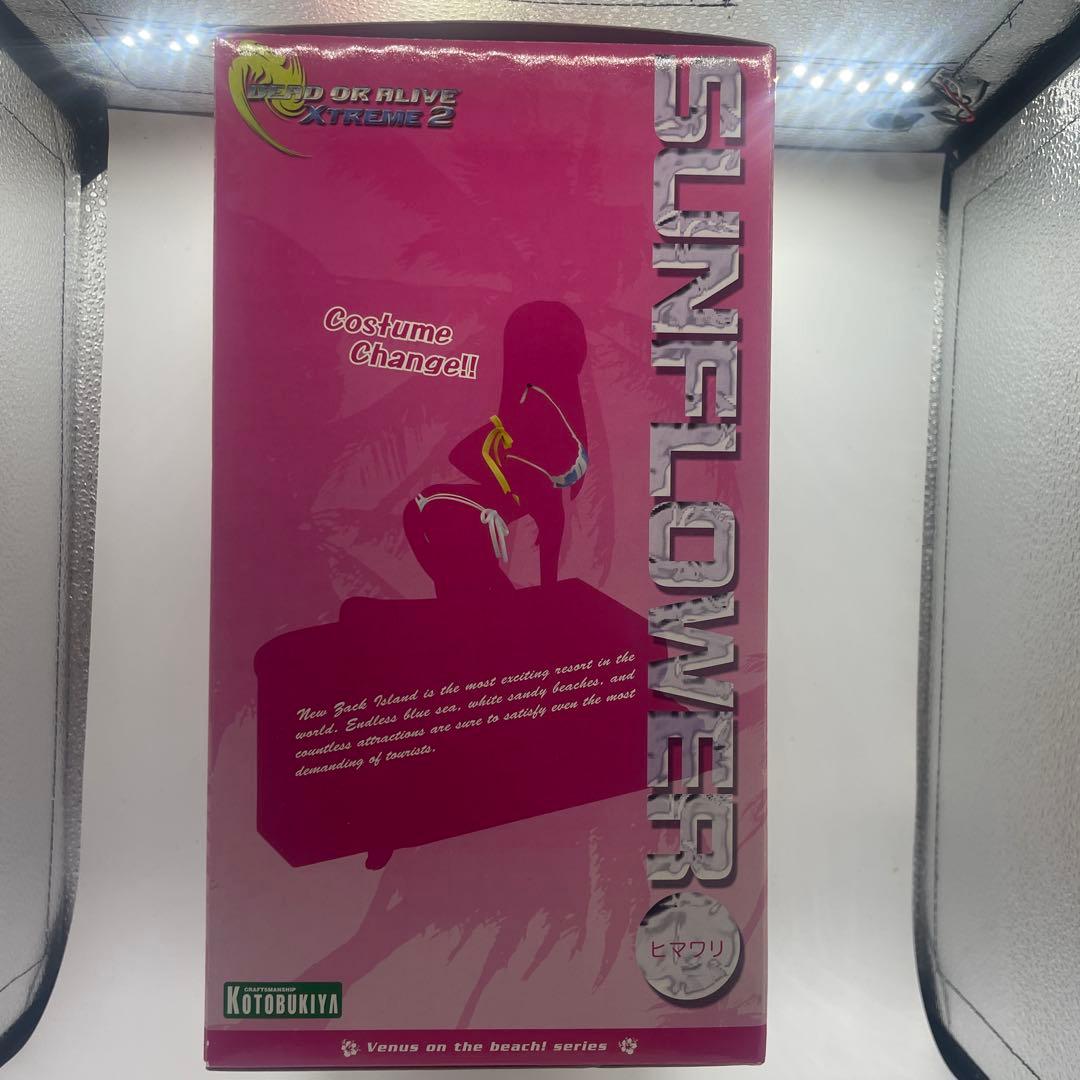 DEAD OR ALIVE
XTREME 2
SUNFLOWER
ヒマワリ
Costume
Change!!
New Zack Island is the most exciting resort in the
world. Endless blue sea, white sandy beaches, and
countless attractions are sure to satisfy even the most
demanding of tourists.
CRAFTSMANSHIP
KOTOBUKIYA
Venus on the beach! series